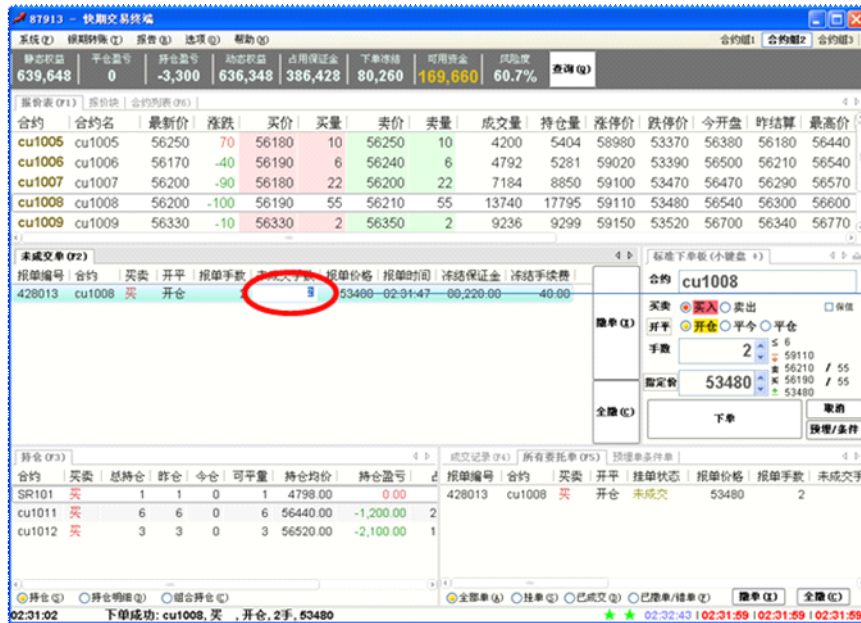 87913 - 快期交易终端
系统(T) 银期转账(T) 报告(R) 选项(O) 帮助(X) 合约组1 合约组2 合约组3
静态权益 平仓盈亏 持仓盈亏 动态权益 占用保证金 下单冻结 可用资金 风险度 查询(Q)
639,648 0 -3,300 636,348 386,428 80,260 169,660 60.7%
报价表(F1) 报价块 合约列表(F6)
合约 合约名 最新价 涨跌 买价 买量 卖价 卖量 成交量 持仓量 涨停价 跌停价 今开盘 昨结算 最高价
cu1005 cu1005 56250 70 56180 10 56250 10 4200 5404 58980 53370 56380 56180 56440
cu1006 cu1006 56170 -40 56190 6 56240 6 4792 5281 59020 53390 56500 56210 56540
cu1007 cu1007 56200 -90 56180 22 56200 22 7184 8850 59100 53470 56470 56290 56570
cu1008 cu1008 56200 -100 56190 55 56210 55 13740 17795 59110 53480 56540 56300 56600
cu1009 cu1009 56330 -10 56330 2 56350 2 9236 9299 59150 53520 56700 56340 56770
未成交单(F2)
报单编号 合约 买卖 开平 报单手数 未成交手数 报单价格 报单时间 冻结保证金 冻结手续费
428013 cu1008 买 开仓 2 53480 02:31:47 80,220.00 40.00
撤单(I)
全撤(C)
标准下单板(小键盘 +)
合约 cu1008
买卖 买入 卖出 保值
开平 开仓 平今 平仓
手数 2 ≤ 6
59110
卖 56210 / 55
指定价 53480 买 56190 / 55
53480
下单 取消
预埋/条件
持仓(F3)
合约 买卖 总持仓 昨仓 今仓 可平量 持仓均价 持仓盈亏 占
SR101 买 1 1 0 1 4798.00 0.00
cu1011 买 6 6 0 6 56440.00 -1,200.00 2
cu1012 买 3 3 0 3 56520.00 -2,100.00 1
持仓(S) 持仓明细(D) 组合持仓(C)
成交记录(F4) 所有委托单(F5) 预埋单条件单
报单编号 合约 买卖 开平 挂单状态 报单价格 报单手数 未成交手
428013 cu1008 买 开仓 未成交 53480 2
全部单(A) 挂单(S) 已成交(D) 已撤单/错单(F) 撤单(I) 全撤(C)
02:31:02 下单成功: cu1008, 买 , 开仓, 2手, 53480 02:32:43 02:31:59 02:31:59 02:31:59